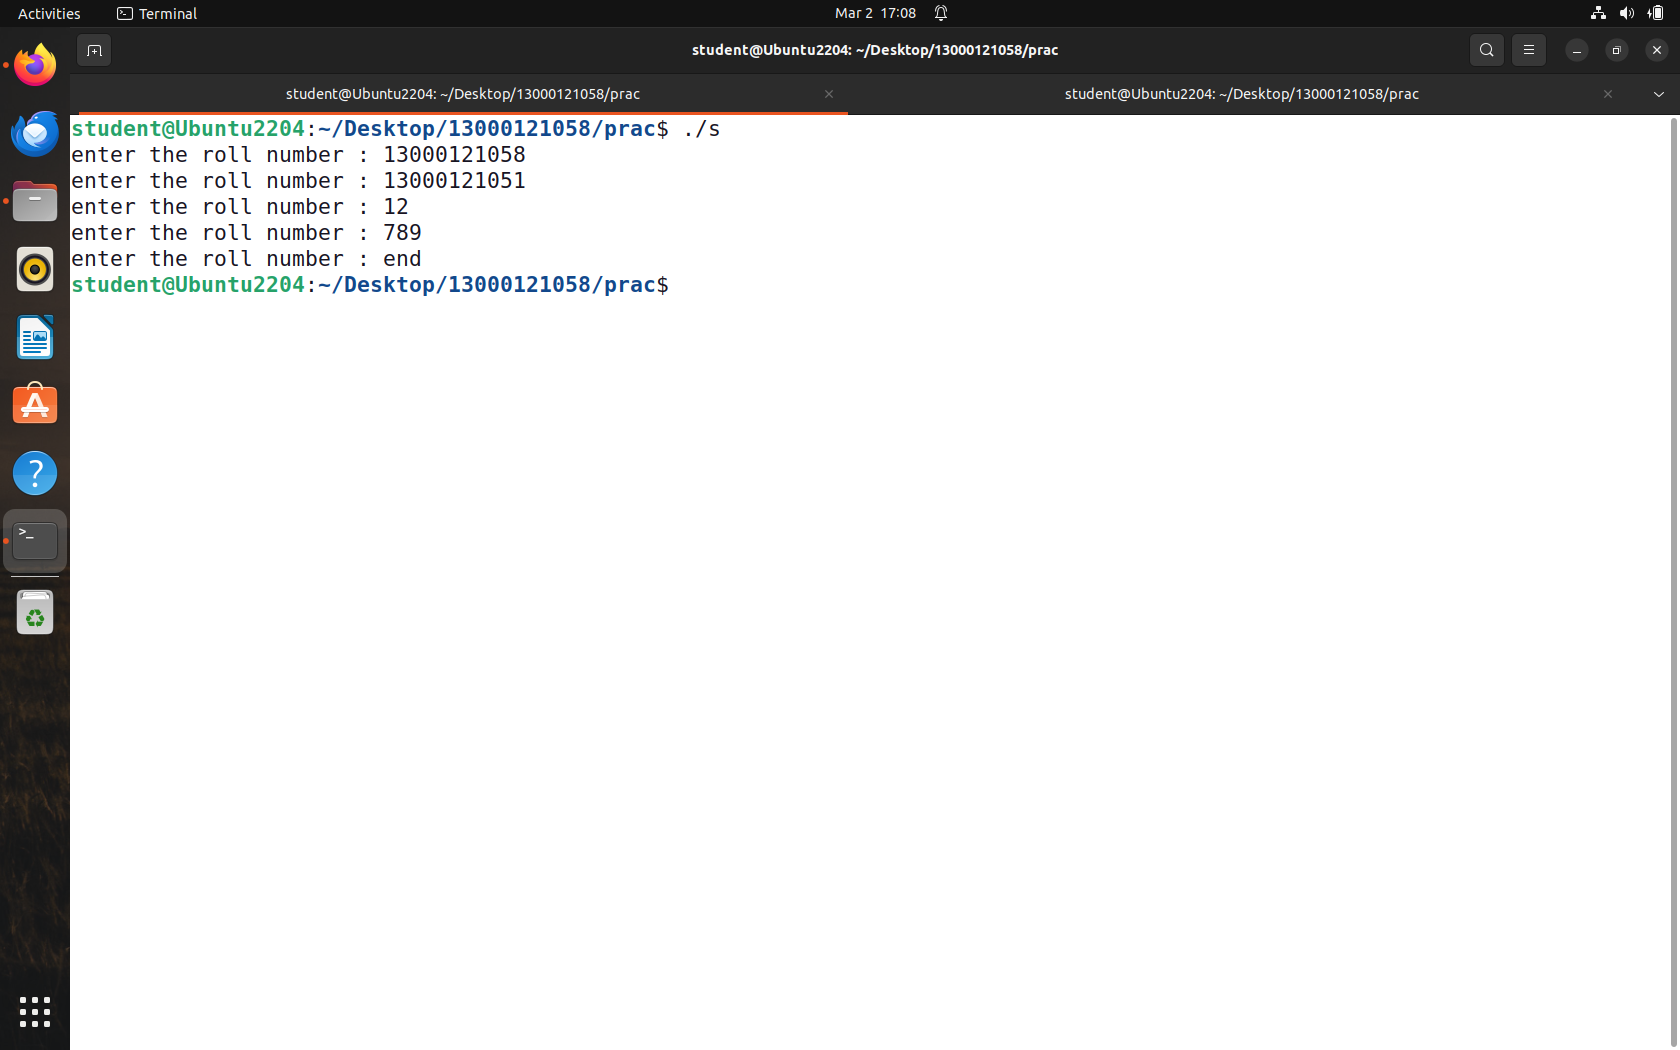 Activities
Terminal
Mar 2 17:08
student@Ubuntu2204: ~/Desktop/13000121058/prac
student@Ubuntu2204: ~/Desktop/13000121058/prac
student@Ubuntu2204: ~/Desktop/13000121058/prac
student@Ubuntu2204:~/Desktop/13000121058/prac$ ./s
enter the roll number : 13000121058
enter the roll number : 13000121051
enter the roll number : 12
enter the roll number : 789
enter the roll number : end
student@Ubuntu2204:~/Desktop/13000121058/prac$